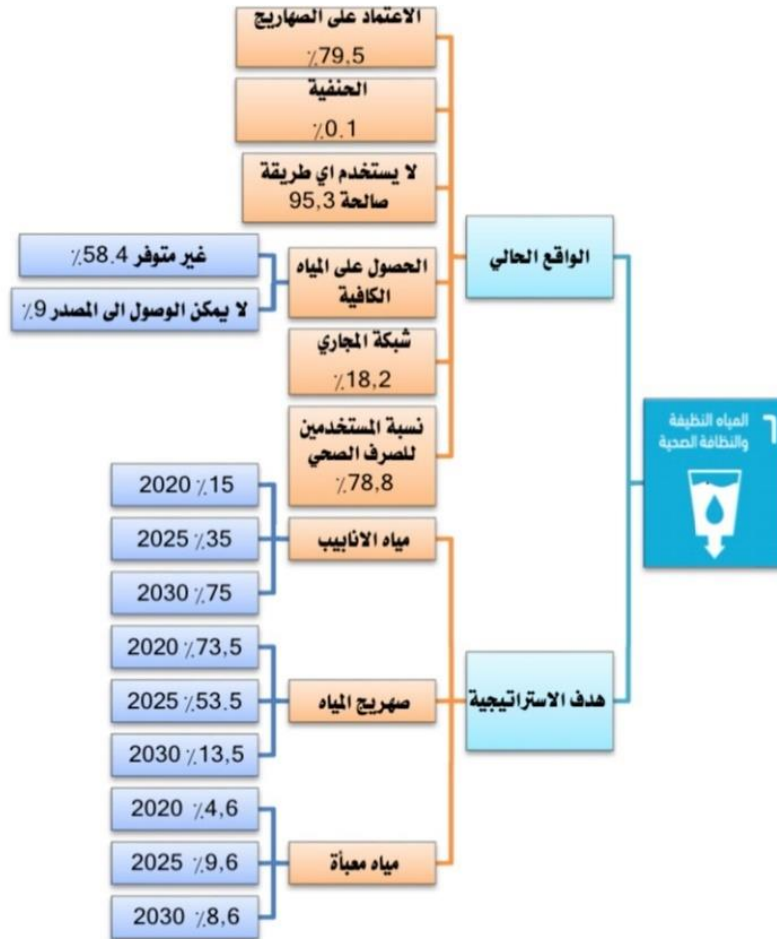 ٦ المياه النظيفة
والنظافة الصحية
الواقع الحالي
الاعتماد على الصهاريج
٪79,5
الحنفية
٪0.1
لا يستخدم اي طريقة
صالحة 95,3
الحصول على المياه
الكافية
غير متوفر 58.4٪
لا يمكن الوصول الى المصدر 9٪
شبكة المجاري
٪18,2
نسبة المستخدمين
للصرف الصحي
٪78,8
هدف الاستراتيجية
مياه الانابيب
2020 ٪15
2025 ٪35
2030 ٪75
صهريج المياه
2020 ٪73,5
2025 ٪53.5
2030 ٪13,5
مياه معبأة
2020 ٪4,6
2025 ٪9,6
2030 ٪8,6